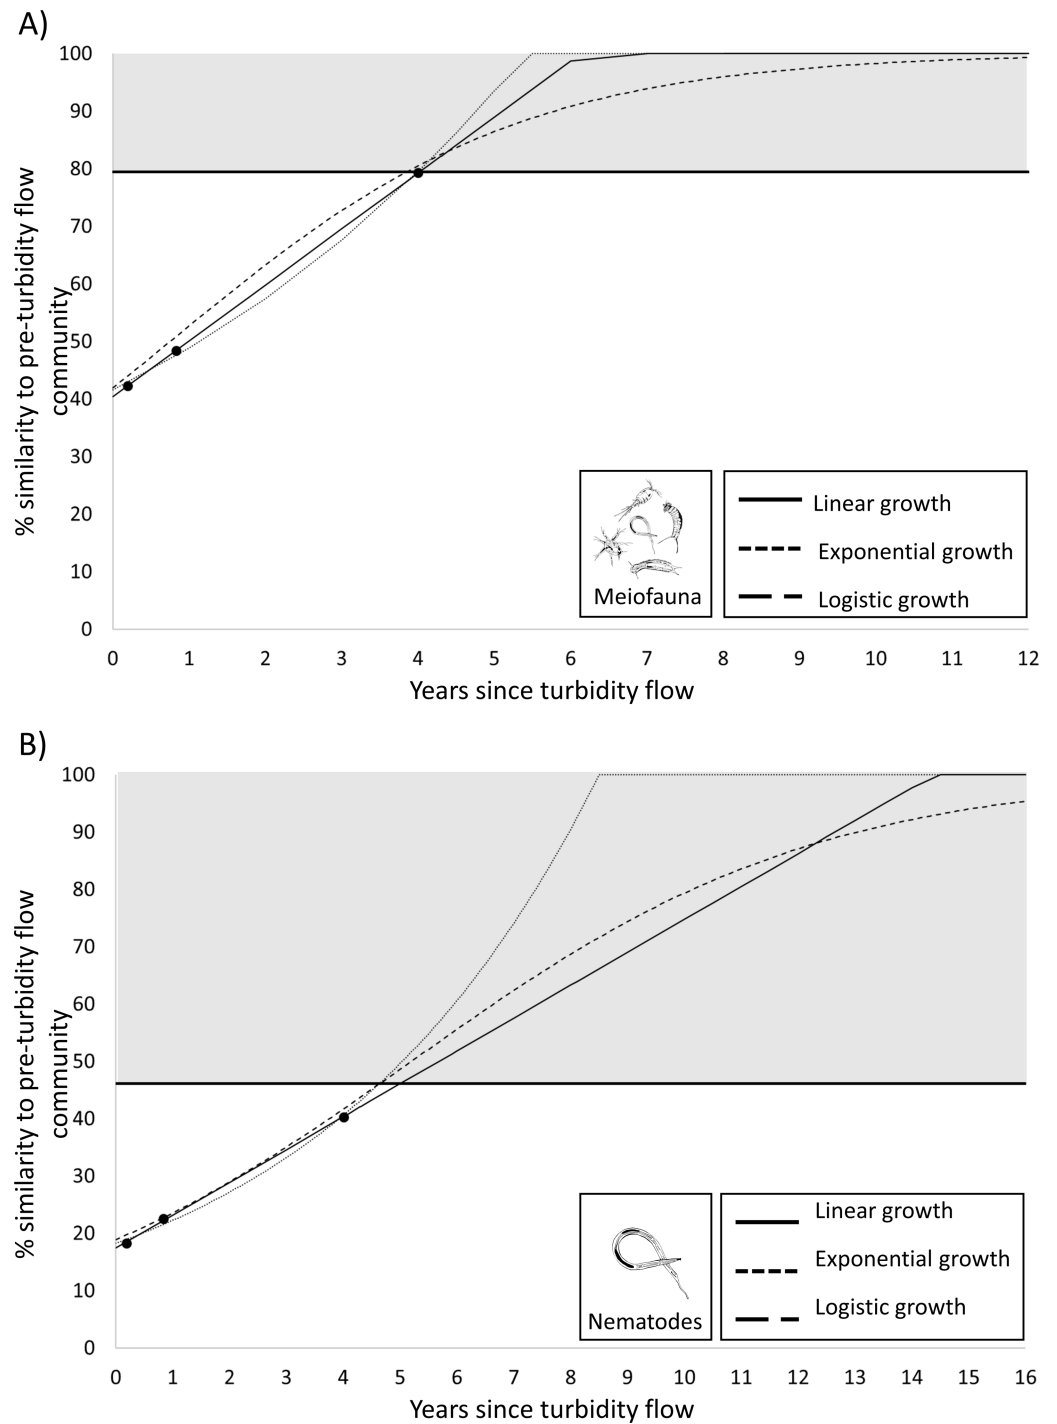 A)
100
90
80
70
60
50
40
30
20
10
0
% similarity to pre-turbidity flow
community
0 1 2 3 4 5 6 7 8 9 10 11 12
Years since turbidity flow
Meiofauna
Linear growth
Exponential growth
Logistic growth
B)
100
90
80
70
60
50
40
30
20
10
0
% similarity to pre-turbidity flow
community
0 1 2 3 4 5 6 7 8 9 10 11 12 13 14 15 16
Years since turbidity flow
Nematodes
Linear growth
Exponential growth
Logistic growth